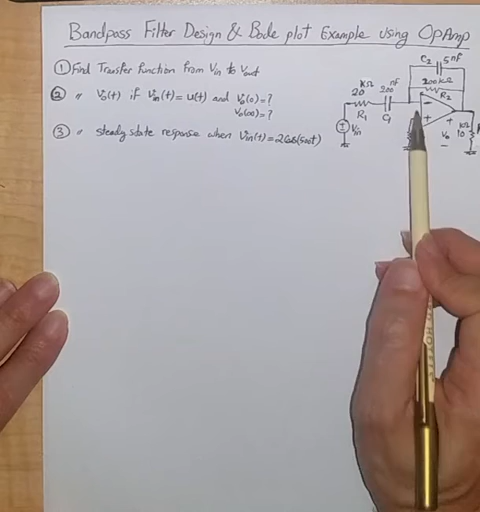 Bandpass Filter Design & Bode plot Example using OpAmp
① Find Transfer function From Vin to Vout
② " Vo(t) if Vin(t) = u(t) and Vo(0) = ?
Vo(∞) = ?
③ " steady state response when Vin(t) = 2Cos(500t)
C2 5nF
200kΩ
R2
20 kΩ
R1
200 nF
C1
Vin
-
+
+
Vo
-
kΩ
10